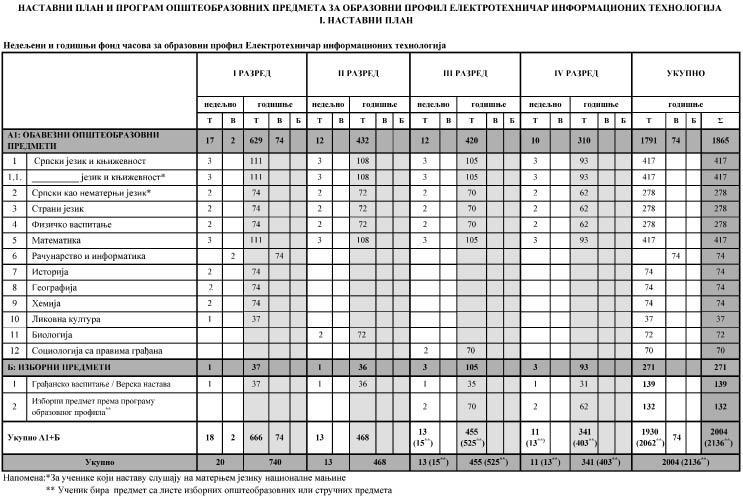 НАСТАВНИ ПЛАН И ПРОГРАМ ОПШТЕОБРАЗОВНИХ ПРЕДМЕТА ЗА ОБРАЗОВНИ ПРОФИЛ ЕЛЕКТРОТЕХНИЧАР ИНФОРМАЦИОНИХ ТЕХНОЛОГИЈА
I. НАСТАВНИ ПЛАН
Недељени и годишњи фонд часова за образовни профил Електротехничар информационих технологија
I РАЗРЕД II РАЗРЕД III РАЗРЕД IV РАЗРЕД УКУПНО
недељно годишње недељно годишње недељно годишње недељно годишње годишње
Т В Т В Б Т В Т В Б Т В Т В Б Т В Т В Б Т В Б Σ
А1: ОБАВЕЗНИ ОПШТЕОБРАЗОВНИ ПРЕДМЕТИ 17 2 629 74 12 432 12 420 10 310 1791 74 1865
1 Српски језик и књижевност 3 111 3 108 3 105 3 93 417 417
1.1. __________ језик и књижевност* 3 111 3 108 3 105 3 93 417 417
2 Српски као нематерњи језик* 2 74 2 72 2 70 2 62 278 278
3 Страни језик 2 74 2 72 2 70 2 62 278 278
4 Физичко васпитање 2 74 2 72 2 70 2 62 278 278
5 Математика 3 111 3 108 3 105 3 93 417 417
6 Рачунарство и информатика 2 74 74 74
7 Историја 2 74 74 74
8 Географија 2 74 74 74
9 Хемија 2 74 74 74
10 Ликовна култура 1 37 37 37
11 Биологија 2 72 72 72
12 Социологија са правима грађана 2 70 70 70
Б: ИЗБОРНИ ПРЕДМЕТИ 1 37 1 36 3 105 3 93 271 271
1 Грађанско васпитање / Верска настава 1 37 1 36 1 35 1 31 139 139
2 Изборни предмет према програму образовног профила** 2 70 2 62 132 132
Укупно А1+Б 18 2 666 74 13 468 13 (15**) 455 (525**) 11 (13**) 341 (403**) 1930 (2062**) 74 2004 (2136**)
Укупно 20 740 13 468 13 (15**) 455 (525**) 11 (13**) 341 (403**) 2004 (2136**)
Напомена:*За ученике који наставу слушају на матерњем језику националне мањине
** Ученик бира предмет са листе изборних општеобразовних или стручних предмета